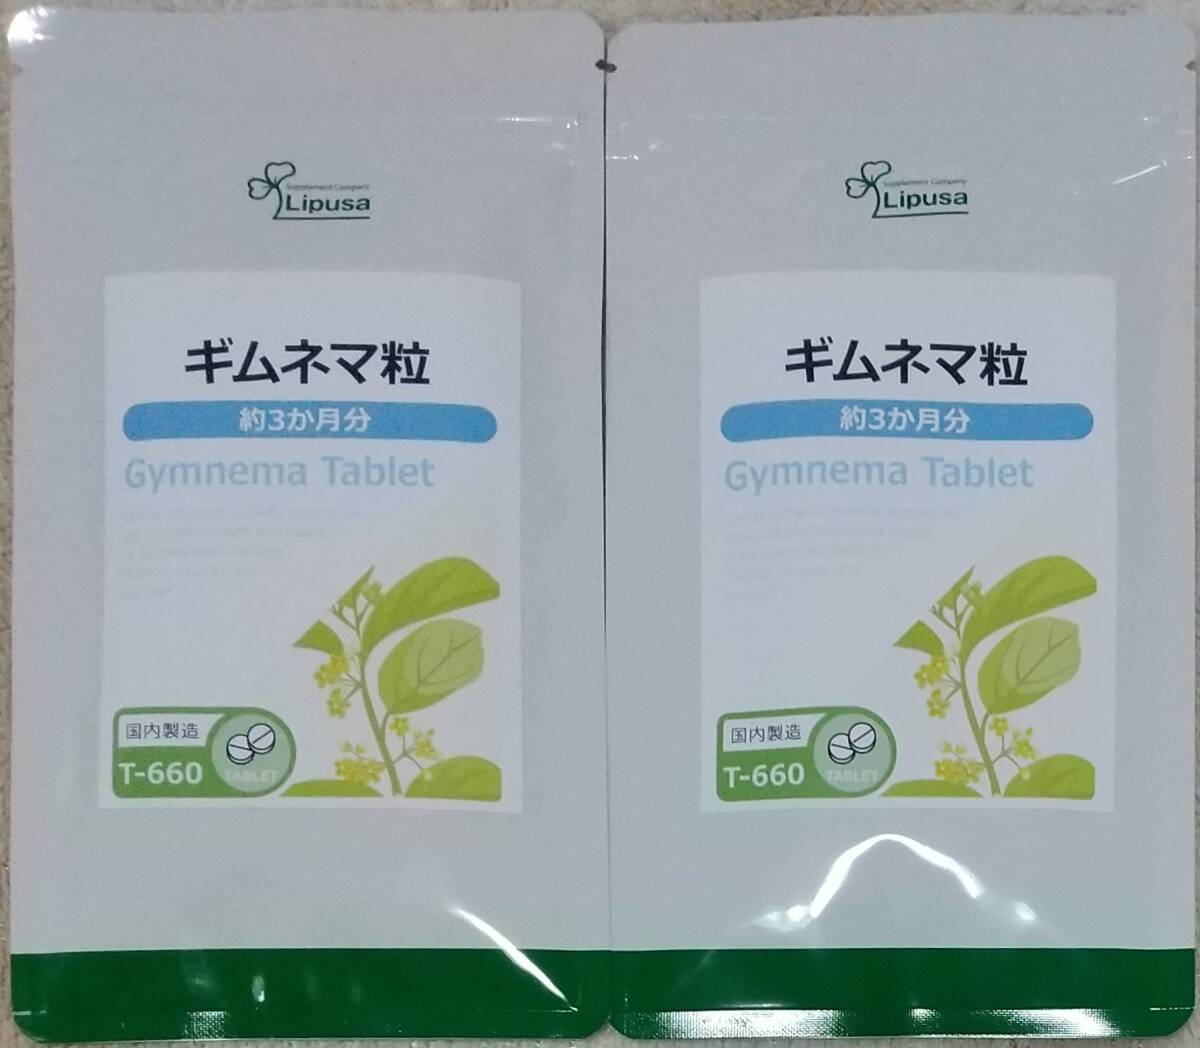 Supplement Company
Lipusa
ギムネマ粒
約3か月分
Gymnema Tablet
国内製造
T-660
TABLET
Supplement Company
Lipusa
ギムネマ粒
約3か月分
Gymnema Tablet
国内製造
T-660
TABLET